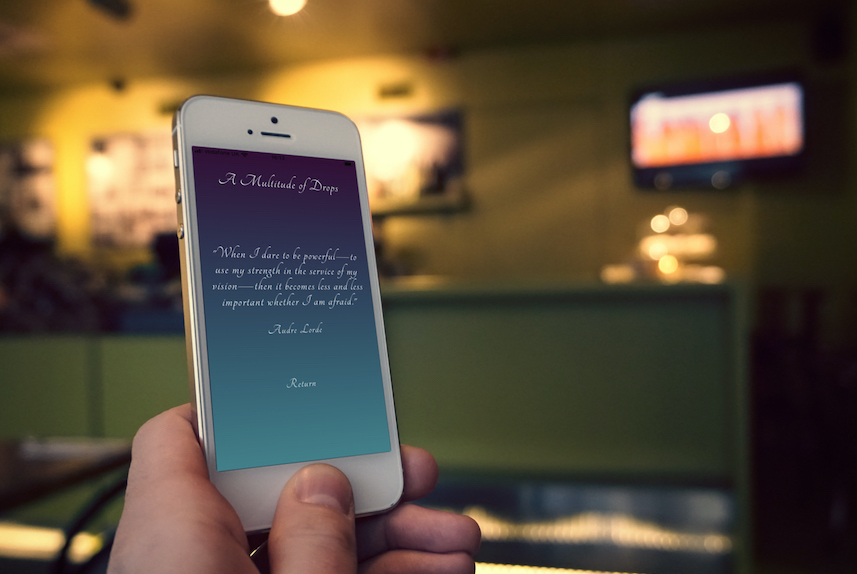 A Multitude of Drops
"When I dare to be powerful—to
use my strength in the service of my
vision—then it becomes less and less
important whether I am afraid."
Audre Lorde
Return